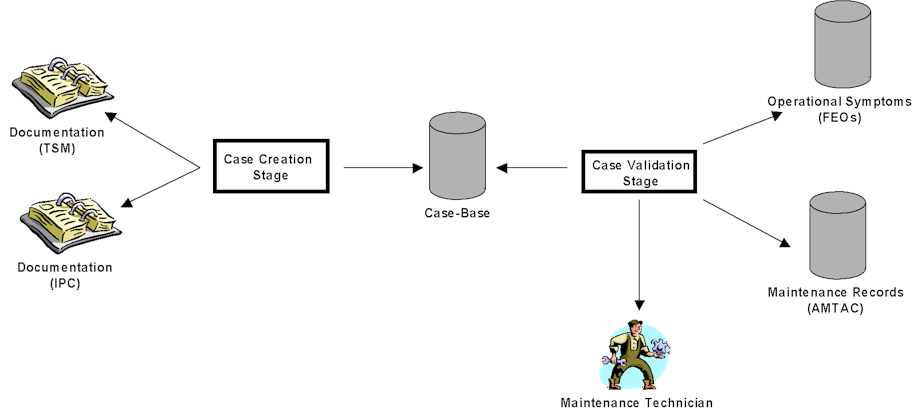 Documentation
(TSM)
Documentation
(IPC)
Case Creation
Stage
Case-Base
Case Validation
Stage
Operational Symptoms
(FEOs)
Maintenance Records
(AMTAC)
Maintenance Technician